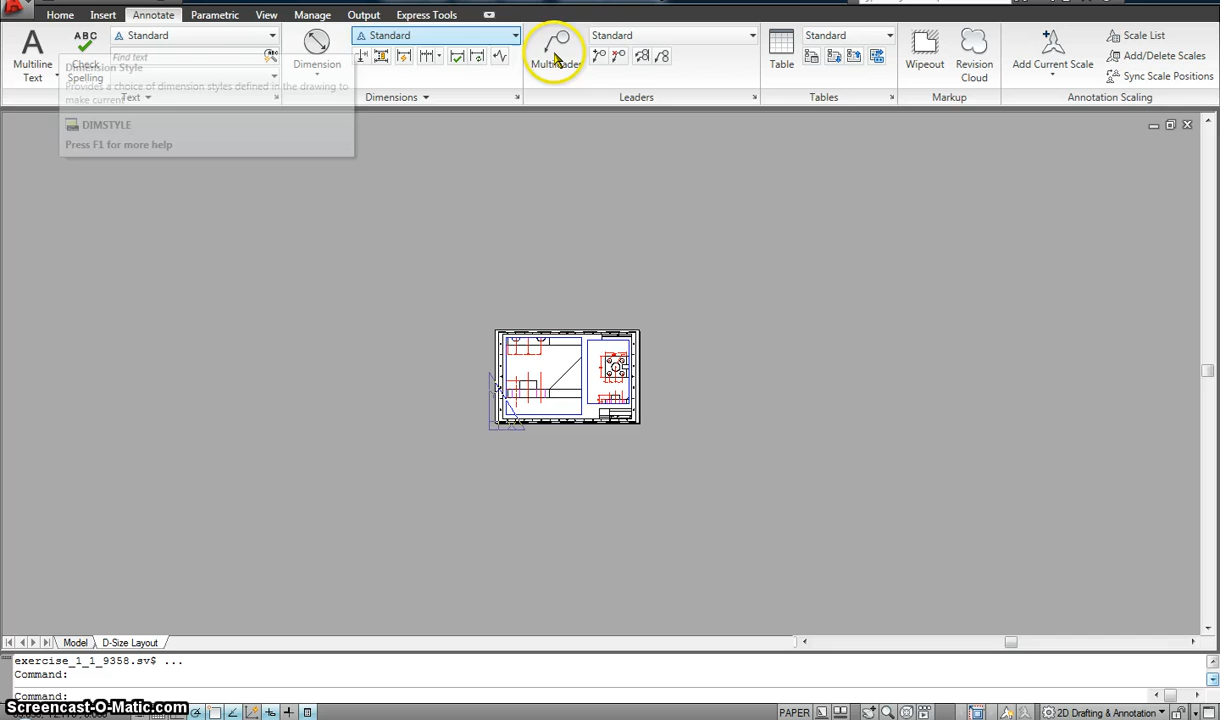 Home Insert Annotate Parametric View Manage Output Express Tools
Multiline Text
ABC
Check Spelling
Standard
Find text
Text
Dimension Style
Provides a choice of dimension styles defined in the drawing to make current
DIMSTYLE
Press F1 for more help
Dimension
Standard
Dimensions
Multileader
Standard
Leaders
Table
Standard
Tables
Wipeout
Revision Cloud
Markup
Add Current Scale
Scale List
Add/Delete Scales
Sync Scale Positions
Annotation Scaling
Model D-Size Layout
exercise_1_1_9358.sv$ ...
Command:
Command:
Screencast-O-Matic.com
PAPER
2D Drafting & Annotation